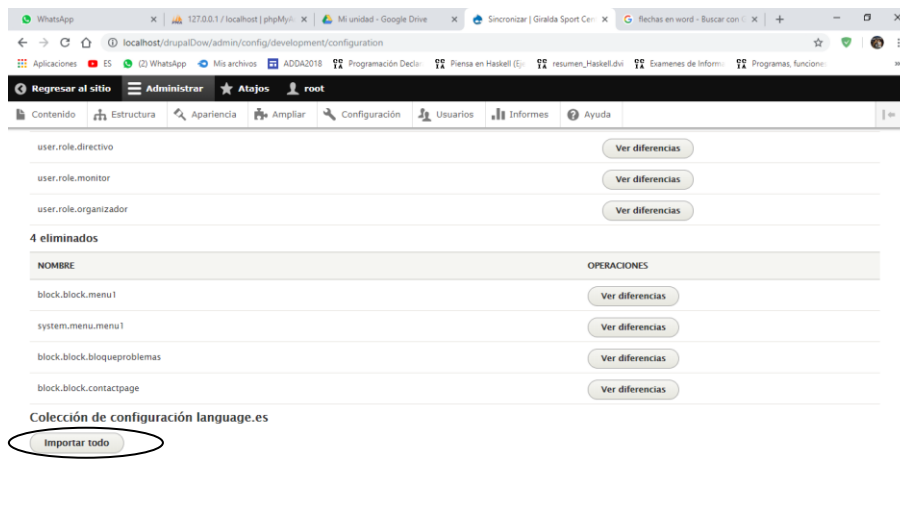 WhatsApp
127.0.0.1 / localhost | phpMyA
Mi unidad - Google Drive
Sincronizar | Giralda Sport Cen
flechas en word - Buscar con
localhost/drupalDow/admin/config/development/configuration
Aplicaciones ES (2) WhatsApp Mis archivos ADDA2018 Programación Decla Piensa en Haskell (Ej resumen_Haskell.dvi Examenes de Inform Programas, funcione
Regresar al sitio Administrar Atajos root
Contenido Estructura Apariencia Ampliar Configuración Usuarios Informes Ayuda
user.role.directivo Ver diferencias
user.role.monitor Ver diferencias
user.role.organizador Ver diferencias
4 eliminados
NOMBRE OPERACIONES
block.block.menu1 Ver diferencias
system.menu.menu1 Ver diferencias
block.block.bloqueproblemas Ver diferencias
block.block.contactpage Ver diferencias
Colección de configuración language.es
Importar todo